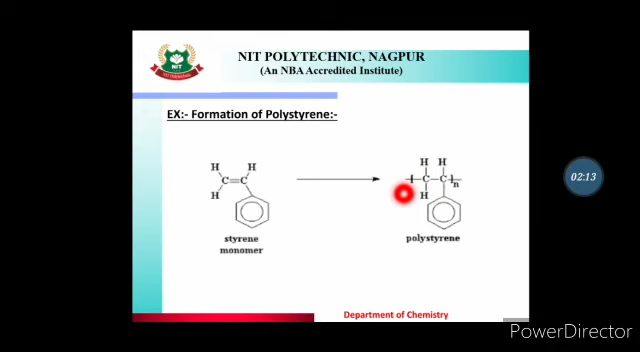 NIT POLYTECHNIC, NAGPUR
(An NBA Accredited Institute)
NIT
EX:- Formation of Polystyrene:-
H H
C=C
H
styrene
monomer
H H
C-C
n
H
polystyrene
02:13
Department of Chemistry
PowerDirector